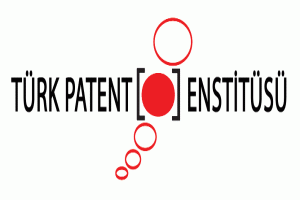 TÜRK PATENT [ ] ENSTİTÜSÜ